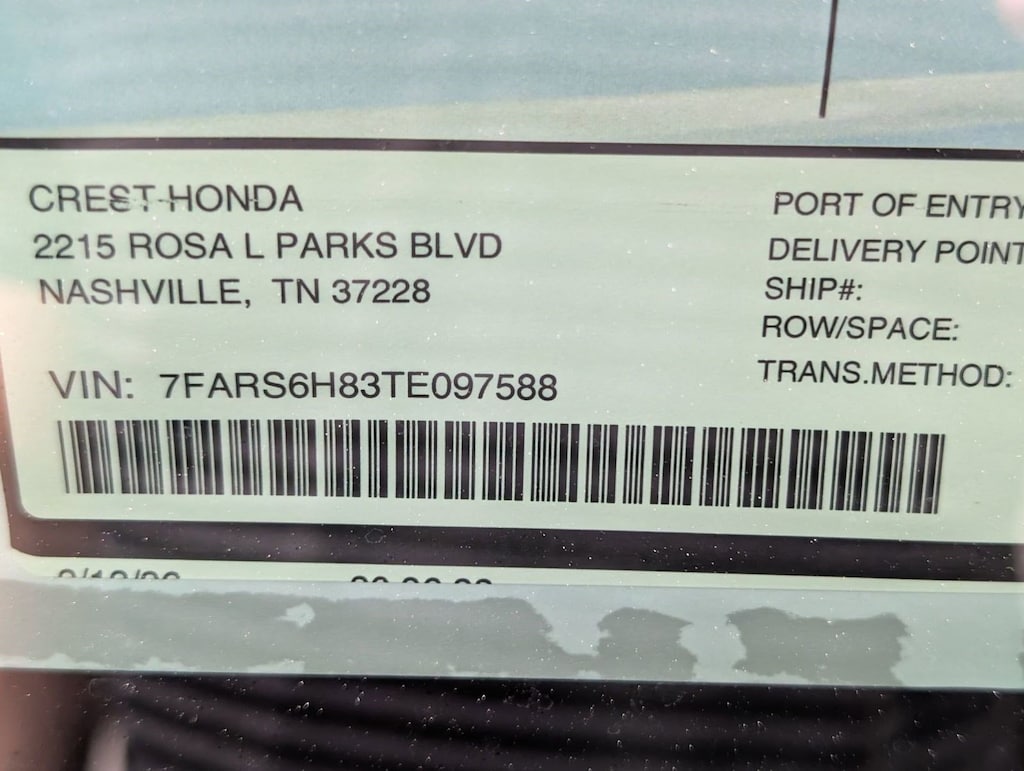 CREST HONDA
2215 ROSA L PARKS BLVD
NASHVILLE, TN 37228
VIN: 7FARS6H83TE097588
PORT OF ENTRY
DELIVERY POINT
SHIP#:
ROW/SPACE:
TRANS.METHOD: